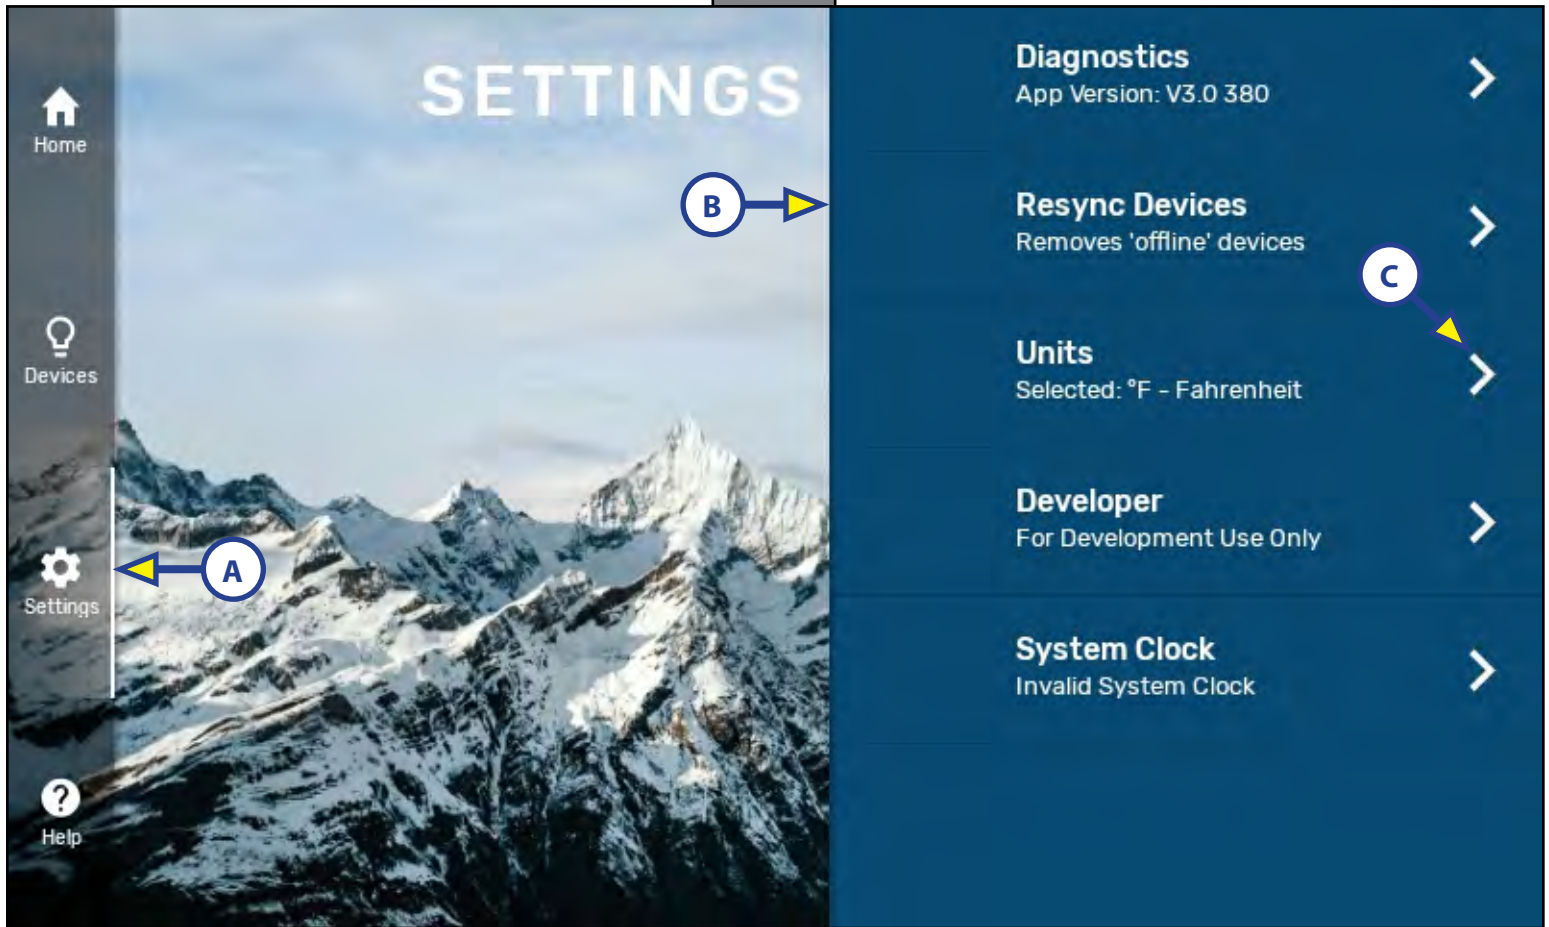 SETTINGS
Home
Devices
Settings
Help
Diagnostics
App Version: V3.0 380
Resync Devices
Removes 'offline' devices
Units
Selected: °F - Fahrenheit
Developer
For Development Use Only
System Clock
Invalid System Clock
A
B
C